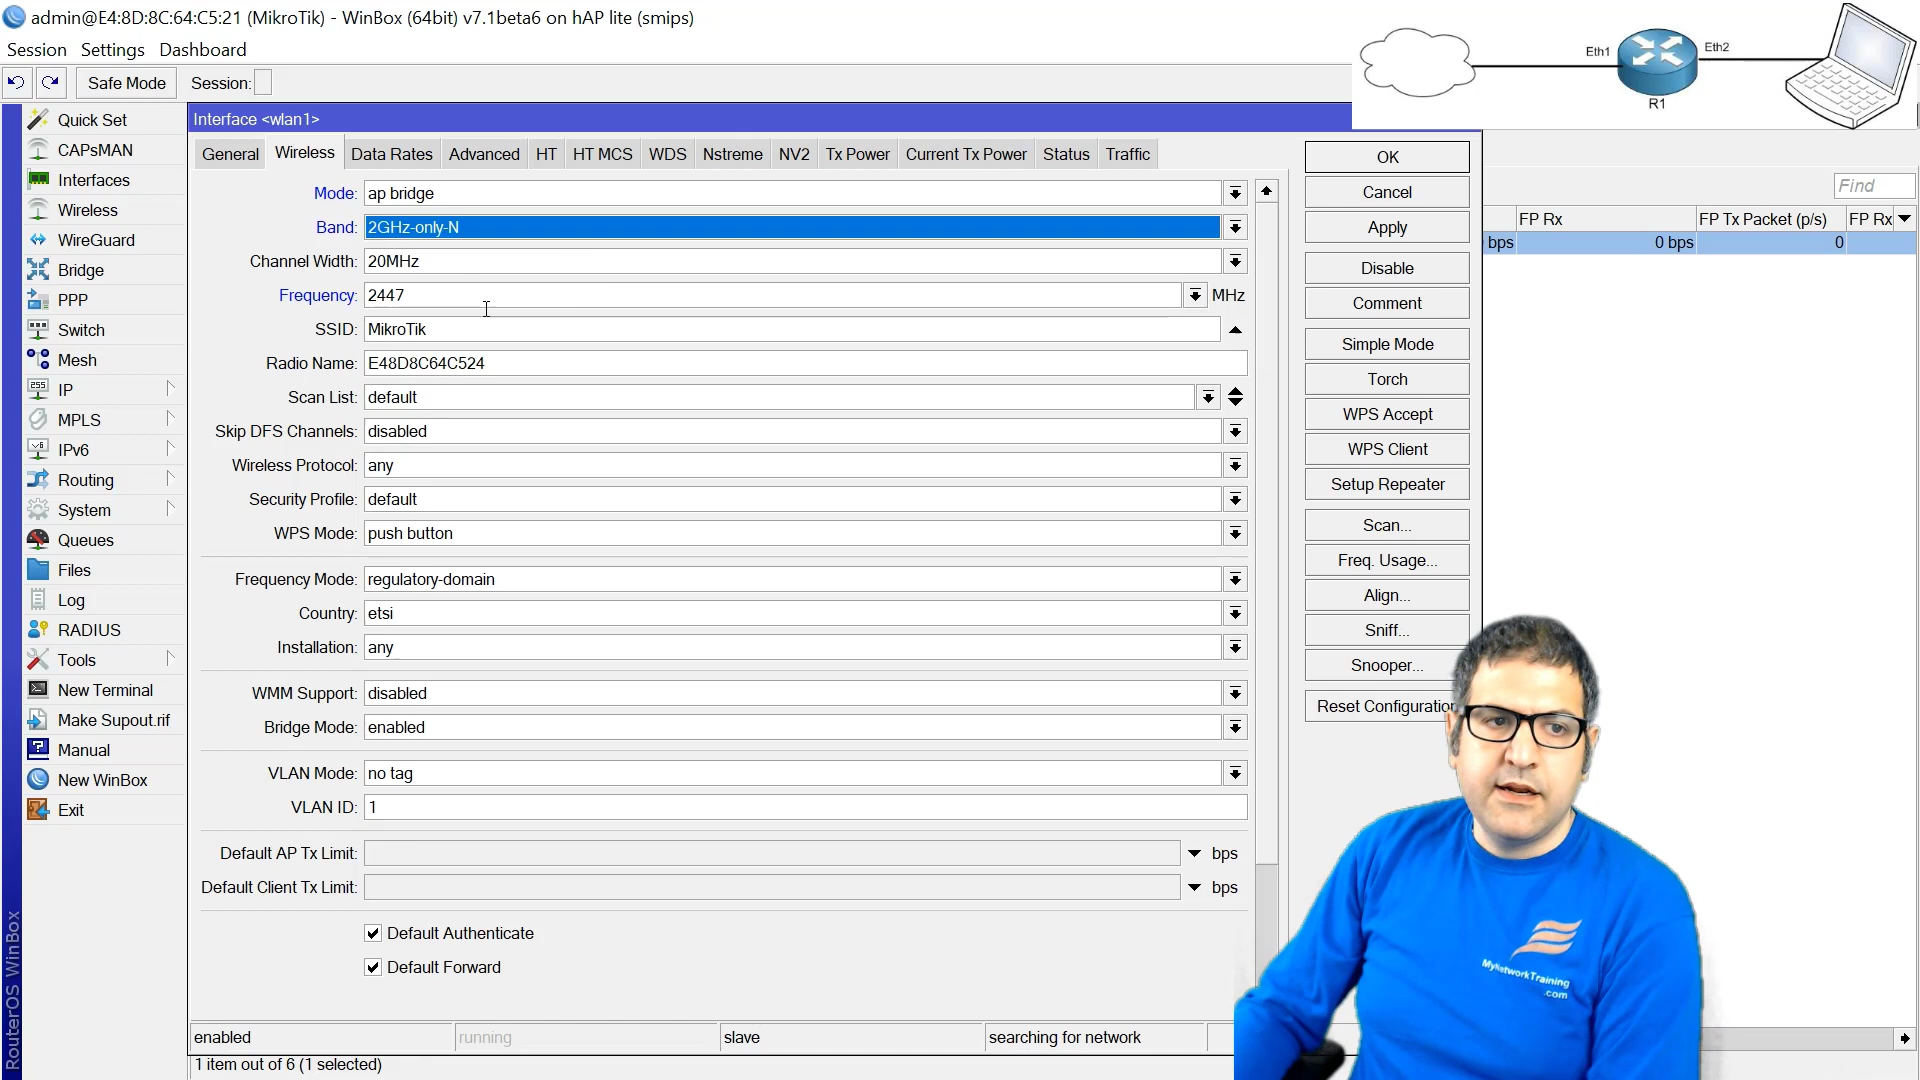 admin@E4:8D:8C:64:C5:21 (MikroTik) - WinBox (64bit) v7.1beta6 on hAP lite (smips)
Session Settings Dashboard
Safe Mode Session:
Eth1 Eth2
R1
Quick Set
CAPsMAN
Interfaces
Wireless
WireGuard
Bridge
PPP
Switch
Mesh
IP
MPLS
IPv6
Routing
System
Queues
Files
Log
RADIUS
Tools
New Terminal
Make Supout.rif
Manual
New WinBox
Exit
RouterOS WinBox
Interface <wlan1>
General Wireless Data Rates Advanced HT HT MCS WDS Nstreme NV2 Tx Power Current Tx Power Status Traffic
Mode: ap bridge
Band: 2GHz-only-N
Channel Width: 20MHz
Frequency: 2447 MHz
SSID: MikroTik
Radio Name: E48D8C64C524
Scan List: default
Skip DFS Channels: disabled
Wireless Protocol: any
Security Profile: default
WPS Mode: push button
Frequency Mode: regulatory-domain
Country: etsi
Installation: any
WMM Support: disabled
Bridge Mode: enabled
VLAN Mode: no tag
VLAN ID: 1
Default AP Tx Limit: bps
Default Client Tx Limit: bps
Default Authenticate
Default Forward
enabled running slave searching for network
1 item out of 6 (1 selected)
OK
Cancel
Apply
Disable
Comment
Simple Mode
Torch
WPS Accept
WPS Client
Setup Repeater
Scan...
Freq. Usage...
Align...
Sniff...
Snooper...
Reset Configuration
Find
FP Rx FP Tx Packet (p/s) FP Rx
bps 0 bps 0
MyNetworkTraining
.com